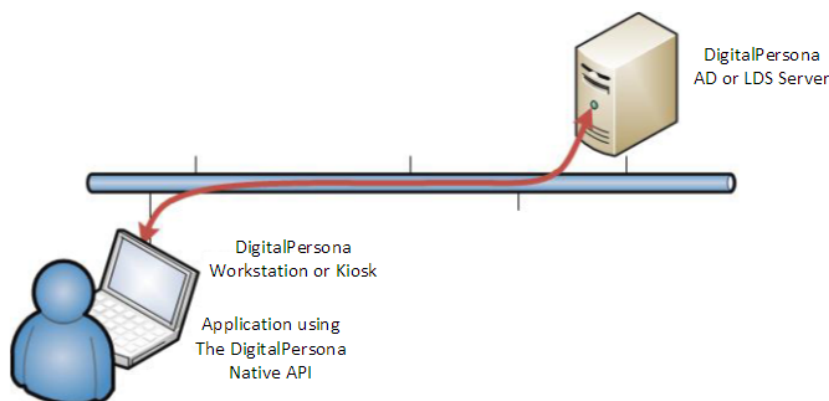 DigitalPersona
AD or LDS Server
DigitalPersona
Workstation or Kiosk
Application using
The DigitalPersona
Native API